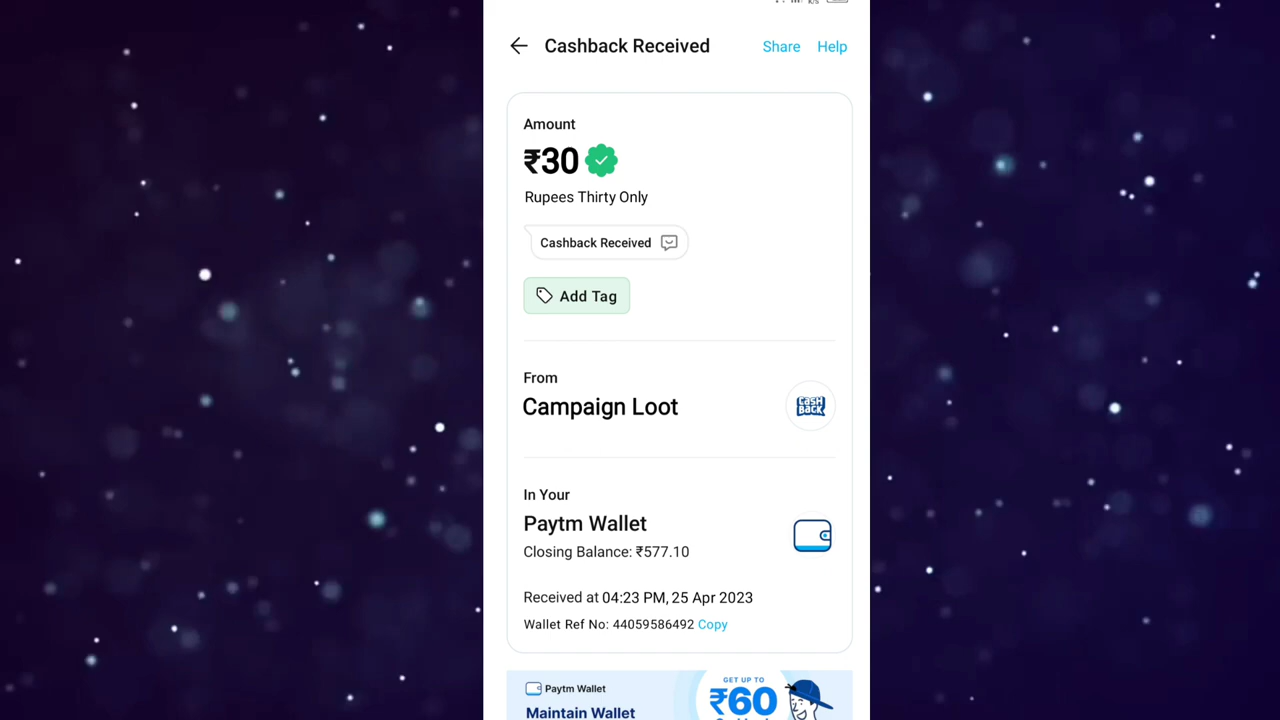 Cashback Received
Share
Help
Amount
₹30
Rupees Thirty Only
Cashback Received
Add Tag
From
Campaign Loot
CASH
BACK
In Your
Paytm Wallet
Closing Balance: ₹577.10
Received at 04:23 PM, 25 Apr 2023
Wallet Ref No: 44059586492 Copy
Paytm Wallet
Maintain Wallet
GET UP TO
₹60